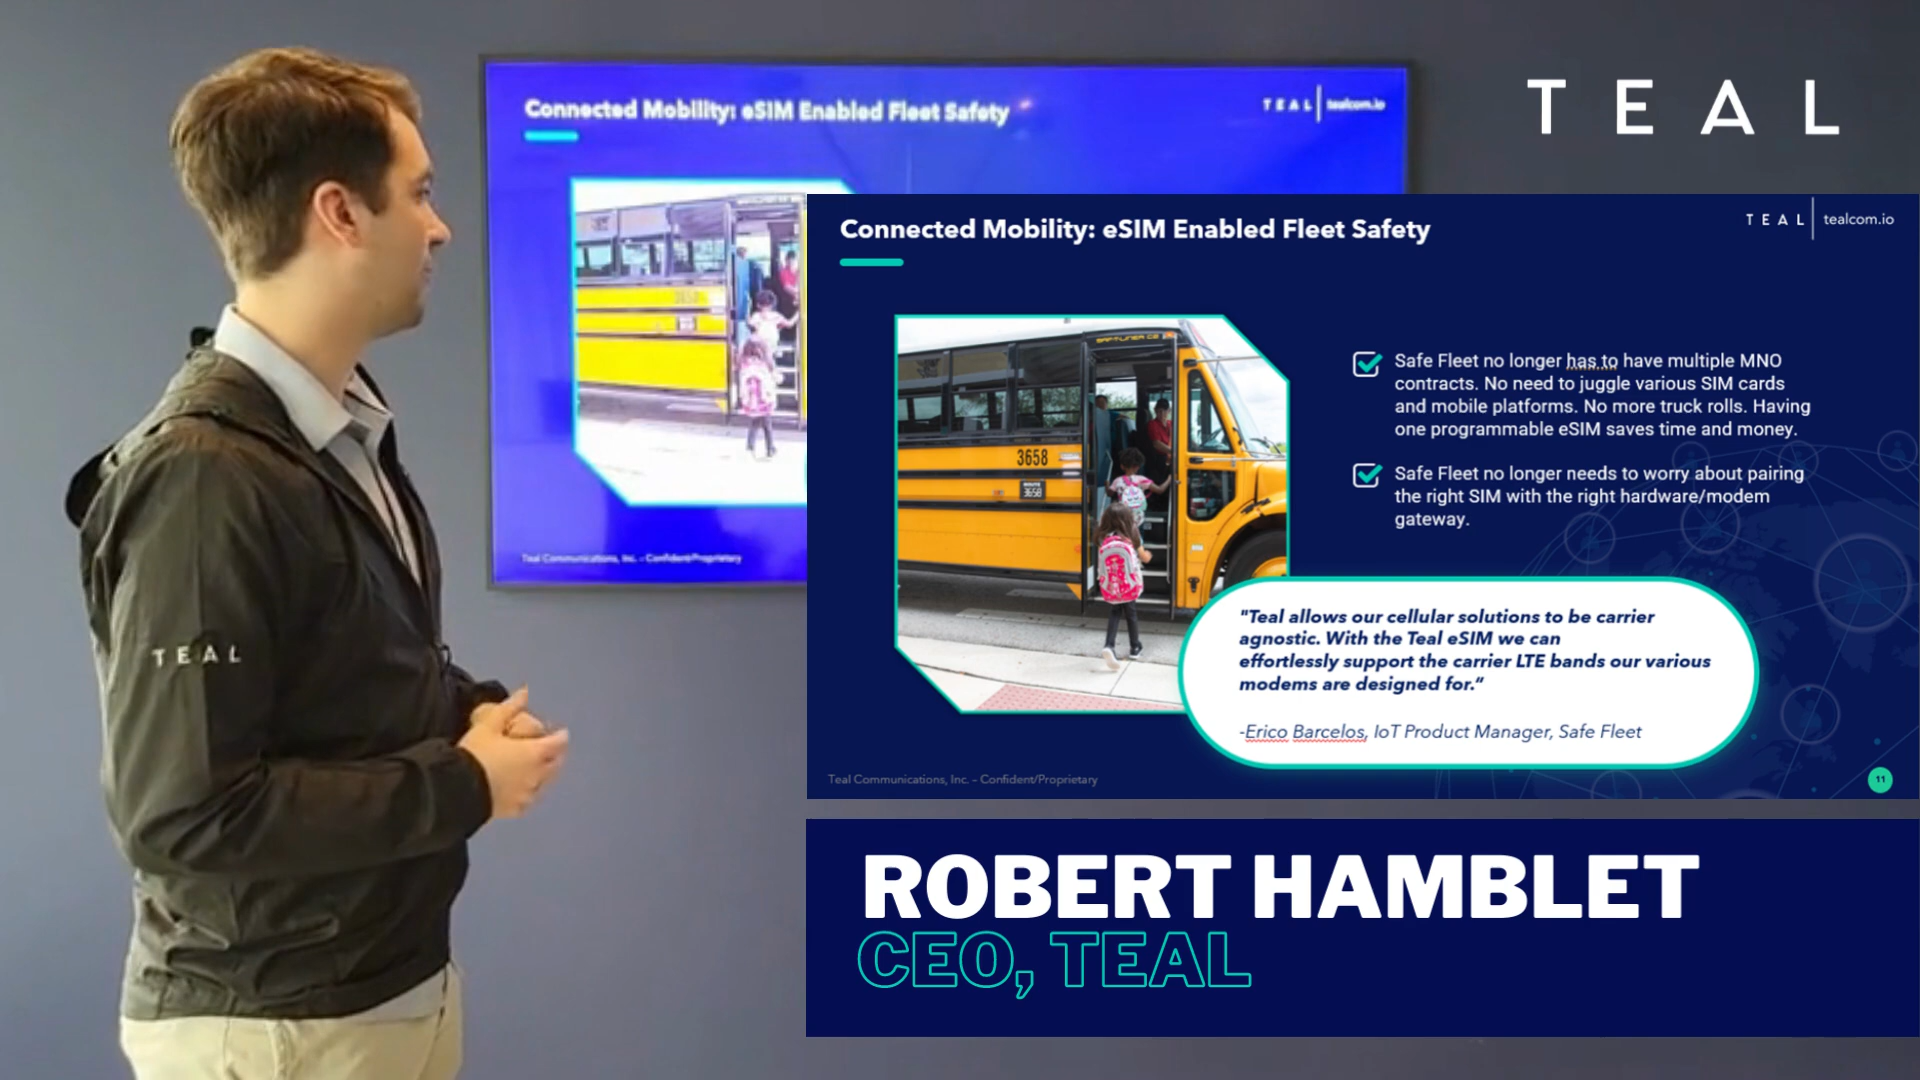 Connected Mobility: eSIM Enabled Fleet Safety
TEAL
tealcom.io
Teal Communications, Inc. - Confident/Proprietary
TEAL
TEAL
Connected Mobility: eSIM Enabled Fleet Safety
TEAL
tealcom.io
3658
3658
Safe Fleet no longer has to have multiple MNO
contracts. No need to juggle various SIM cards
and mobile platforms. No more truck rolls. Having
one programmable eSIM saves time and money.
Safe Fleet no longer needs to worry about pairing
the right SIM with the right hardware/modem
gateway.
"Teal allows our cellular solutions to be carrier
agnostic. With the Teal eSIM we can
effortlessly support the carrier LTE bands our various
modems are designed for.”
-Erico Barcelos, IoT Product Manager, Safe Fleet
Teal Communications, Inc. - Confident/Proprietary
11
ROBERT HAMBLET
CEO, TEAL